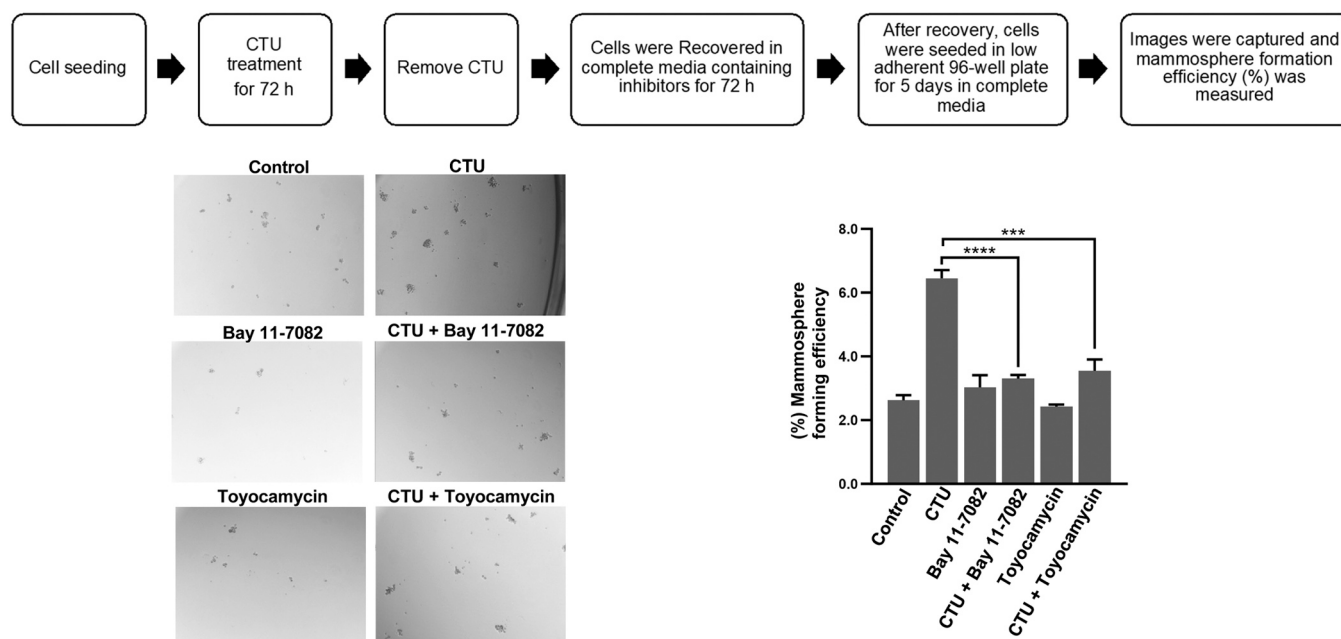 Cell seeding
CTU
treatment
for 72 h
Remove CTU
Cells were Recovered in
complete media containing
inhibitors for 72 h
After recovery, cells
were seeded in low
adherent 96-well plate
for 5 days in complete
media
Images were captured and
mammosphere formation
efficiency (%) was
measured
Control
CTU
Bay 11-7082
CTU + Bay 11-7082
Toyocamycin
CTU + Toyocamycin
(%) Mammosphere
forming efficiency
8.0
6.0
4.0
2.0
0.0
***
****
Control
CTU
Bay 11-7082
CTU + Bay 11-7082
Toyocamycin
CTU + Toyocamycin